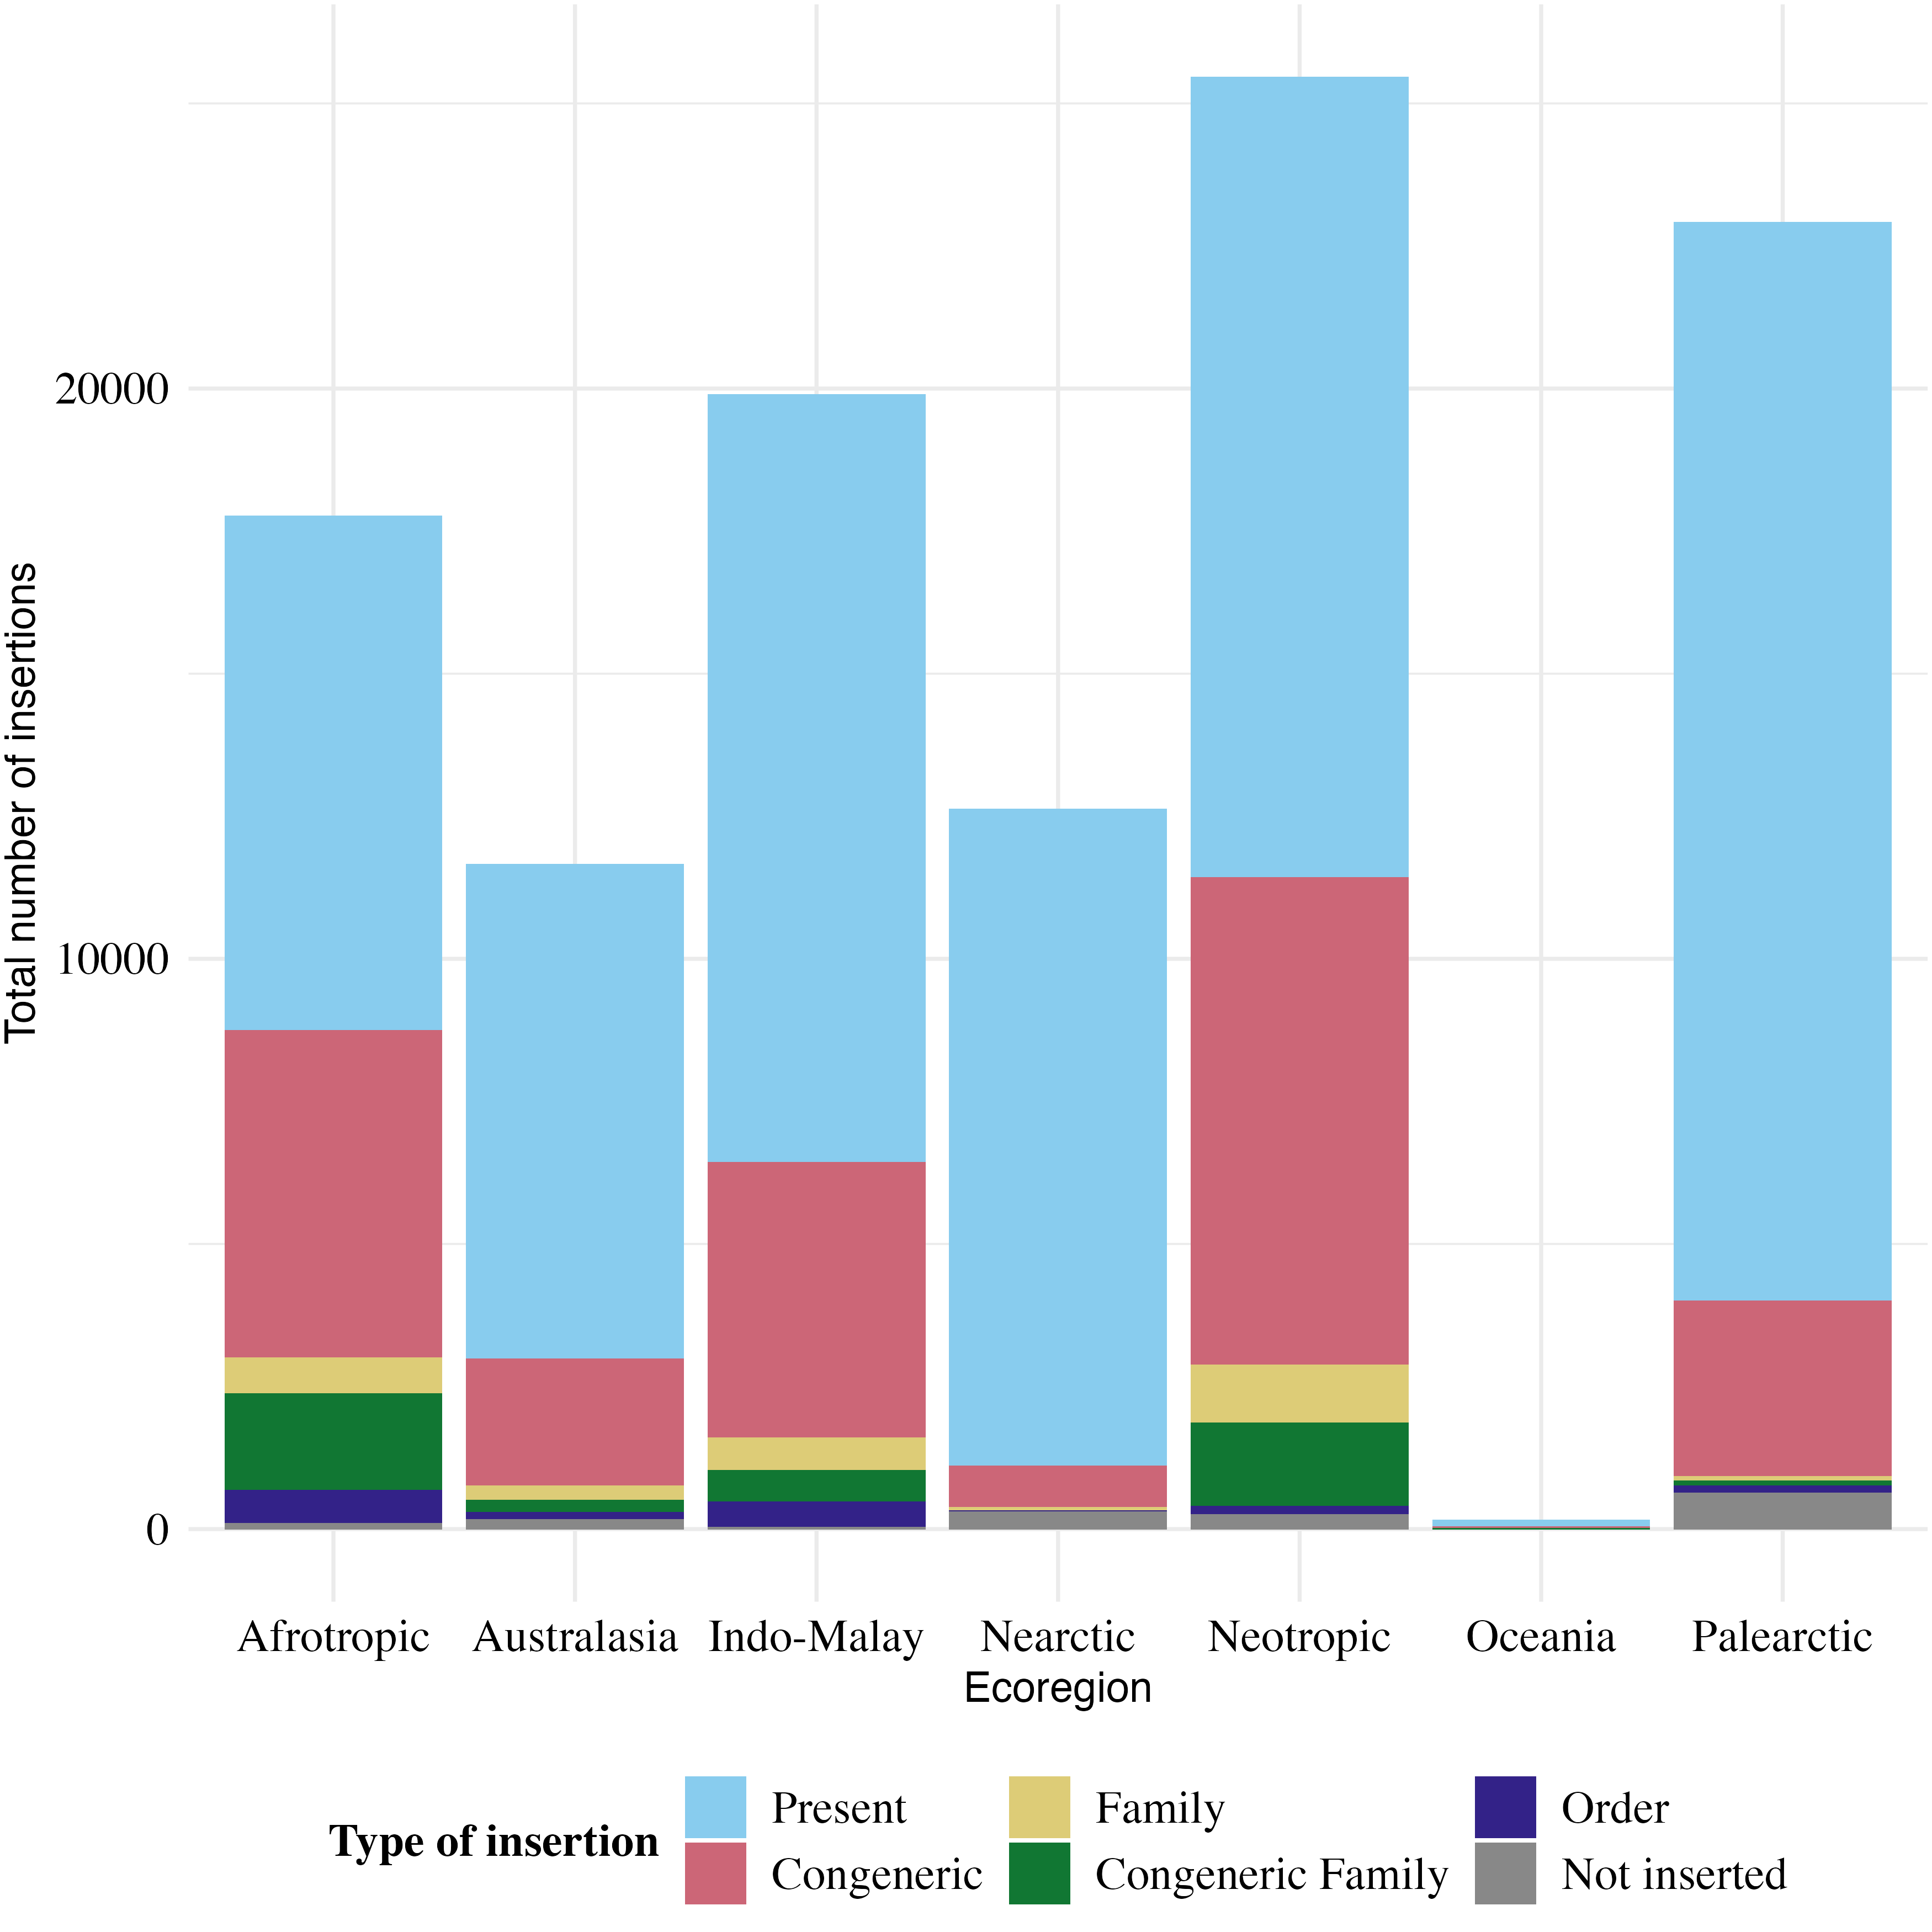 Total number of insertions
20000
10000
0
Afrotropic Australasia Indo-Malay Nearctic Neotropic Oceania Palearctic
Ecoregion
Type of insertion
Present Family Order
Congeneric Congeneric Family Not inserted